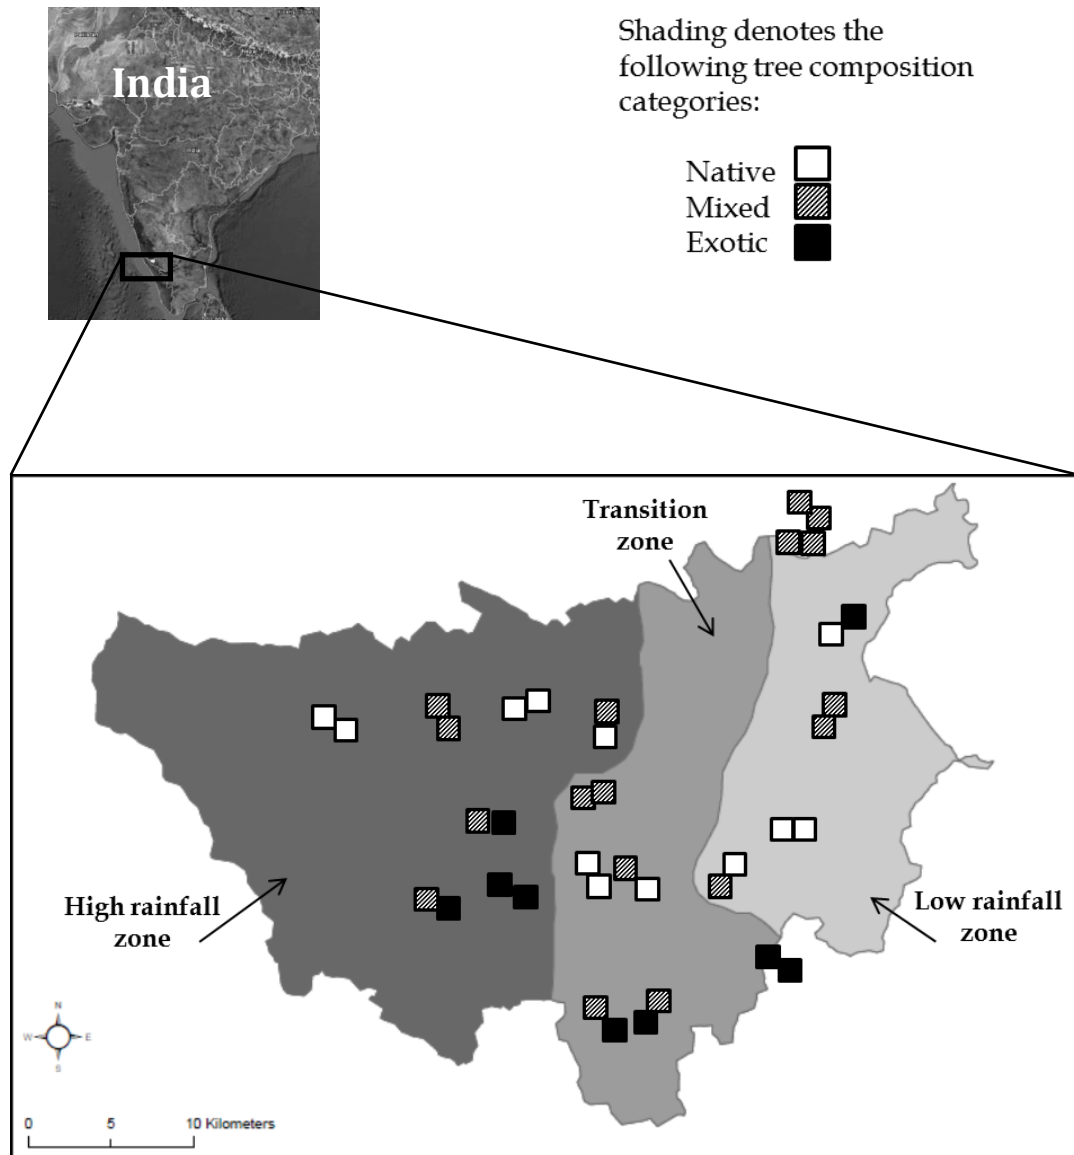 India
Shading denotes the
following tree composition
categories:
Native
Mixed
Exotic
Transition
zone
High rainfall
zone
Low rainfall
zone
N
W
E
S
0
5
10 Kilometers